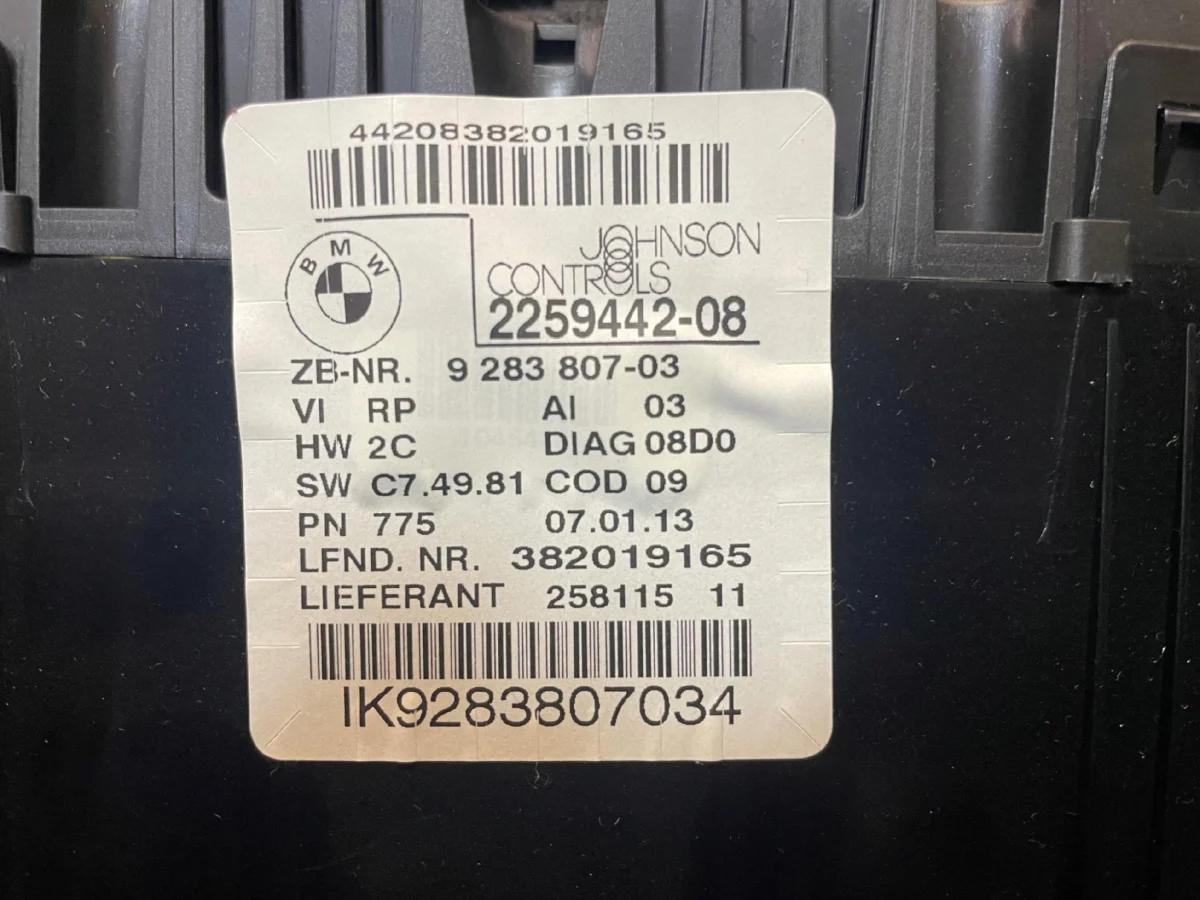 44208382019165
BMW
JOHNSON
CONTROLS
2259442-08
ZB-NR. 9 283 807-03
VI RP AI 03
HW 2C DIAG 08D0
SW C7.49.81 COD 09
PN 775 07.01.13
LFND. NR. 382019165
LIEFERANT 258115 11
IK9283807034